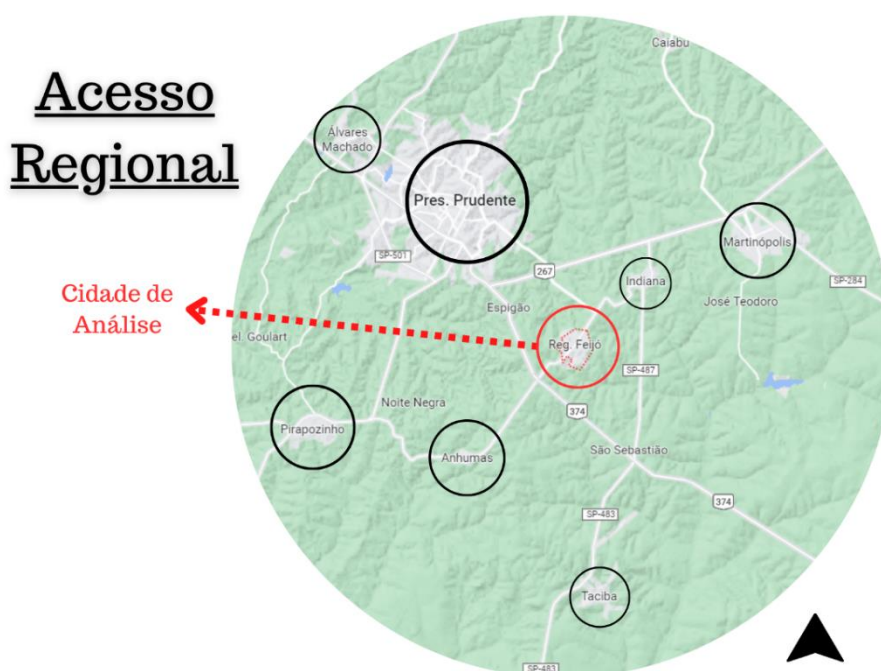 Acesso
Regional
Caiabu
Álvares
Machado
Pres. Prudente
Martinópolis
SP-501
267
Indiana
SP-284
Cidade de
Análise
Espigão
José Teodoro
el. Goulart
Reg. Feijó
SP-487
Noite Negra
374
Pirapozinho
Anhumas
São Sebastião
374
SP-483
Taciba
SP-483